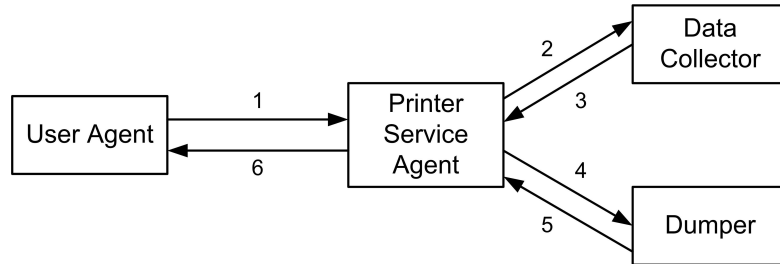 User Agent
1
6
Printer
Service
Agent
2
3
4
5
Data
Collector
Dumper